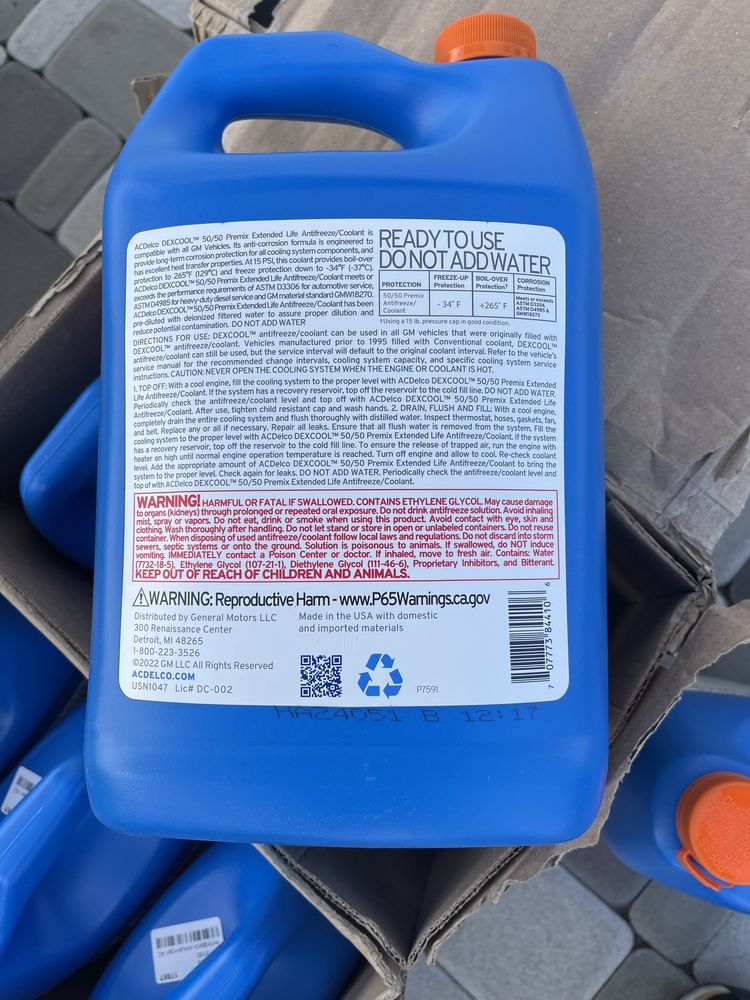 ACDelco DEXCOOL™ 50/50 Premix Extended Life Antifreeze/Coolant is
compatible with all GM Vehicles. Its anti-corrosion formula is engineered to
provide long-term corrosion protection for all cooling system components, and
has excellent heat transfer properties. At 15 PSI, this coolant provides boil-over
protection to 265°F (129°C) and freeze protection down to -34°F (-37°C).
ACDelco DEXCOOL™ 50/50 Premix Extended Life Antifreeze/Coolant meets or
exceeds the performance requirements of ASTM D3306 for automotive service,
ASTM D4985 for heavy-duty diesel service and GM material standard GMW18270.
ACDelco DEXCOOL™ 50/50 Premix Extended Life Antifreeze/Coolant has been
pre-diluted with deionized filtered water to assure proper dilution and
reduce potential contamination. DO NOT ADD WATER
READY TO USE
DO NOT ADD WATER
PROTECTION FREEZE-UP Protection BOIL-OVER Protection† CORROSION Protection
50/50 Premix Antifreeze/Coolant -34° F +265° F Meets or exceeds ASTM D3306, ASTM D4985 & GMW18270
†Using a 15 lb. pressure cap in good condition.
DIRECTIONS FOR USE: DEXCOOL™ antifreeze/coolant can be used in all GM vehicles that were originally filled with
DEXCOOL™ antifreeze/coolant. Vehicles manufactured prior to 1995 filled with Conventional coolant, DEXCOOL™
antifreeze/coolant can still be used, but the service interval will default to the original coolant interval. Refer to the vehicle's
service manual for the recommended change intervals, cooling system capacity, and specific cooling system service
instructions. CAUTION: NEVER OPEN THE COOLING SYSTEM WHEN THE ENGINE OR COOLANT IS HOT.
1. TOP OFF: With a cool engine, fill the cooling system to the proper level with ACDelco DEXCOOL™ 50/50 Premix Extended
Life Antifreeze/Coolant. If the system has a recovery reservoir, top off the reservoir to the cold fill line. DO NOT ADD WATER.
Periodically check the antifreeze/coolant level and top off with ACDelco DEXCOOL™ 50/50 Premix Extended Life
Antifreeze/Coolant. After use, tighten child resistant cap and wash hands. 2. DRAIN, FLUSH AND FILL: With a cool engine,
completely drain the entire cooling system and flush thoroughly with distilled water. Inspect thermostat, hoses, gaskets, fan,
and belt. Replace any or all if necessary. Repair all leaks. Ensure that all flush water is removed from the system. Fill the
cooling system to the proper level with ACDelco DEXCOOL™ 50/50 Premix Extended Life Antifreeze/Coolant. If the system
has a recovery reservoir, top off the reservoir to the cold fill line. To ensure the release of trapped air, run the engine with
heater on high until normal engine operation temperature is reached. Turn off engine and allow to cool. Re-check coolant
level. Add the appropriate amount of ACDelco DEXCOOL™ 50/50 Premix Extended Life Antifreeze/Coolant to bring the
system to the proper level. Check again for leaks. DO NOT ADD WATER. Periodically check the antifreeze/coolant level and
top of with ACDelco DEXCOOL™ 50/50 Premix Extended Life Antifreeze/Coolant.
WARNING! HARMFUL OR FATAL IF SWALLOWED. CONTAINS ETHYLENE GLYCOL. May cause damage
to organs (kidneys) through prolonged or repeated oral exposure. Do not drink antifreeze solution. Avoid inhaling
mist, spray or vapors. Do not eat, drink or smoke when using this product. Avoid contact with eye, skin and
clothing. Wash thoroughly after handling. Do not let stand or store in open or unlabeled containers. Do not reuse
container. When disposing of used antifreeze/coolant follow local laws and regulations. Do not discard into storm
sewers, septic systems or onto the ground. Solution is poisonous to animals. If swallowed, do NOT induce
vomiting. IMMEDIATELY contact a Poison Center or doctor. If inhaled, move to fresh air. Contains: Water
(7732-18-5), Ethylene Glycol (107-21-1), Diethylene Glycol (111-46-6), Proprietary Inhibitors, and Bitterant.
KEEP OUT OF REACH OF CHILDREN AND ANIMALS.
WARNING: Reproductive Harm - www.P65Warnings.ca.gov
Distributed by General Motors LLC
300 Renaissance Center
Detroit, MI 48265
1-800-223-3526
©2022 GM LLC All Rights Reserved
ACDELCO.COM
USN1047 Lic# DC-002
Made in the USA with domestic
and imported materials
P7591
7 07773 84410 6
HA24051 B 12:17
ACDELCO